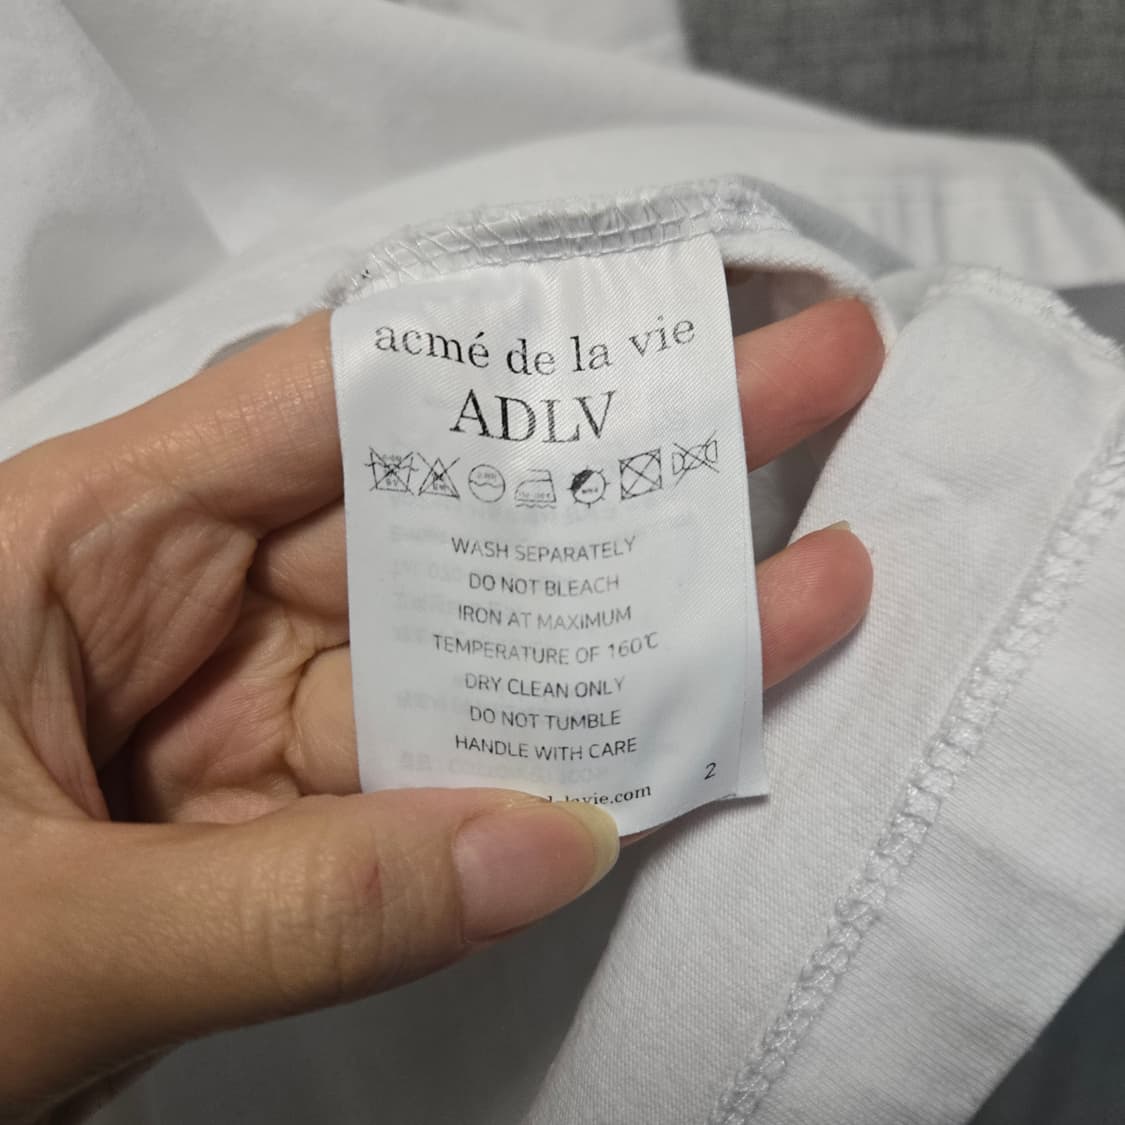 acmé de la vie
ADLV
WASH SEPARATELY
DO NOT BLEACH
IRON AT MAXIMUM
TEMPERATURE OF 160℃
DRY CLEAN ONLY
DO NOT TUMBLE
HANDLE WITH CARE
2